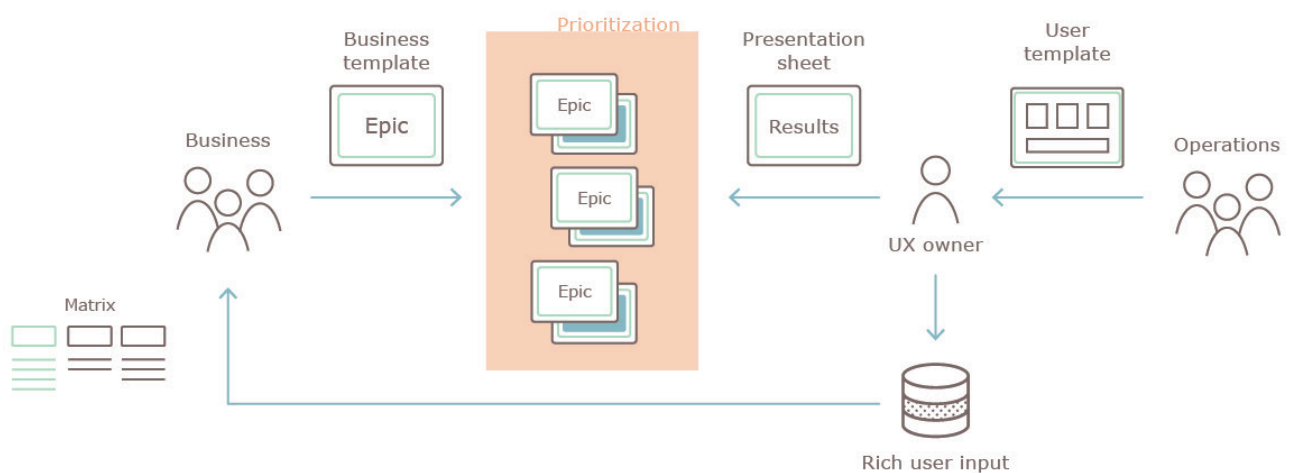 Prioritization
Business
template
Epic
Business
Epic
Epic
Epic
Presentation
sheet
Results
User
template
Operations
UX owner
Matrix
Rich user input